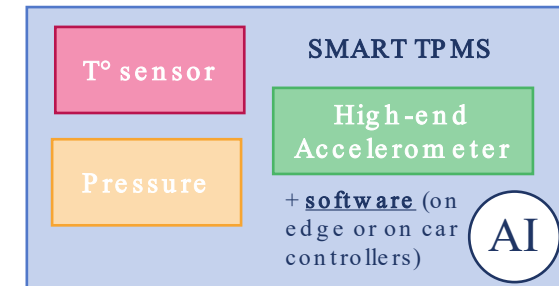 SMART TPMS
T° sensor
High-end
Accelerometer
Pressure
+ software (on
edge or on car
controllers)
AI